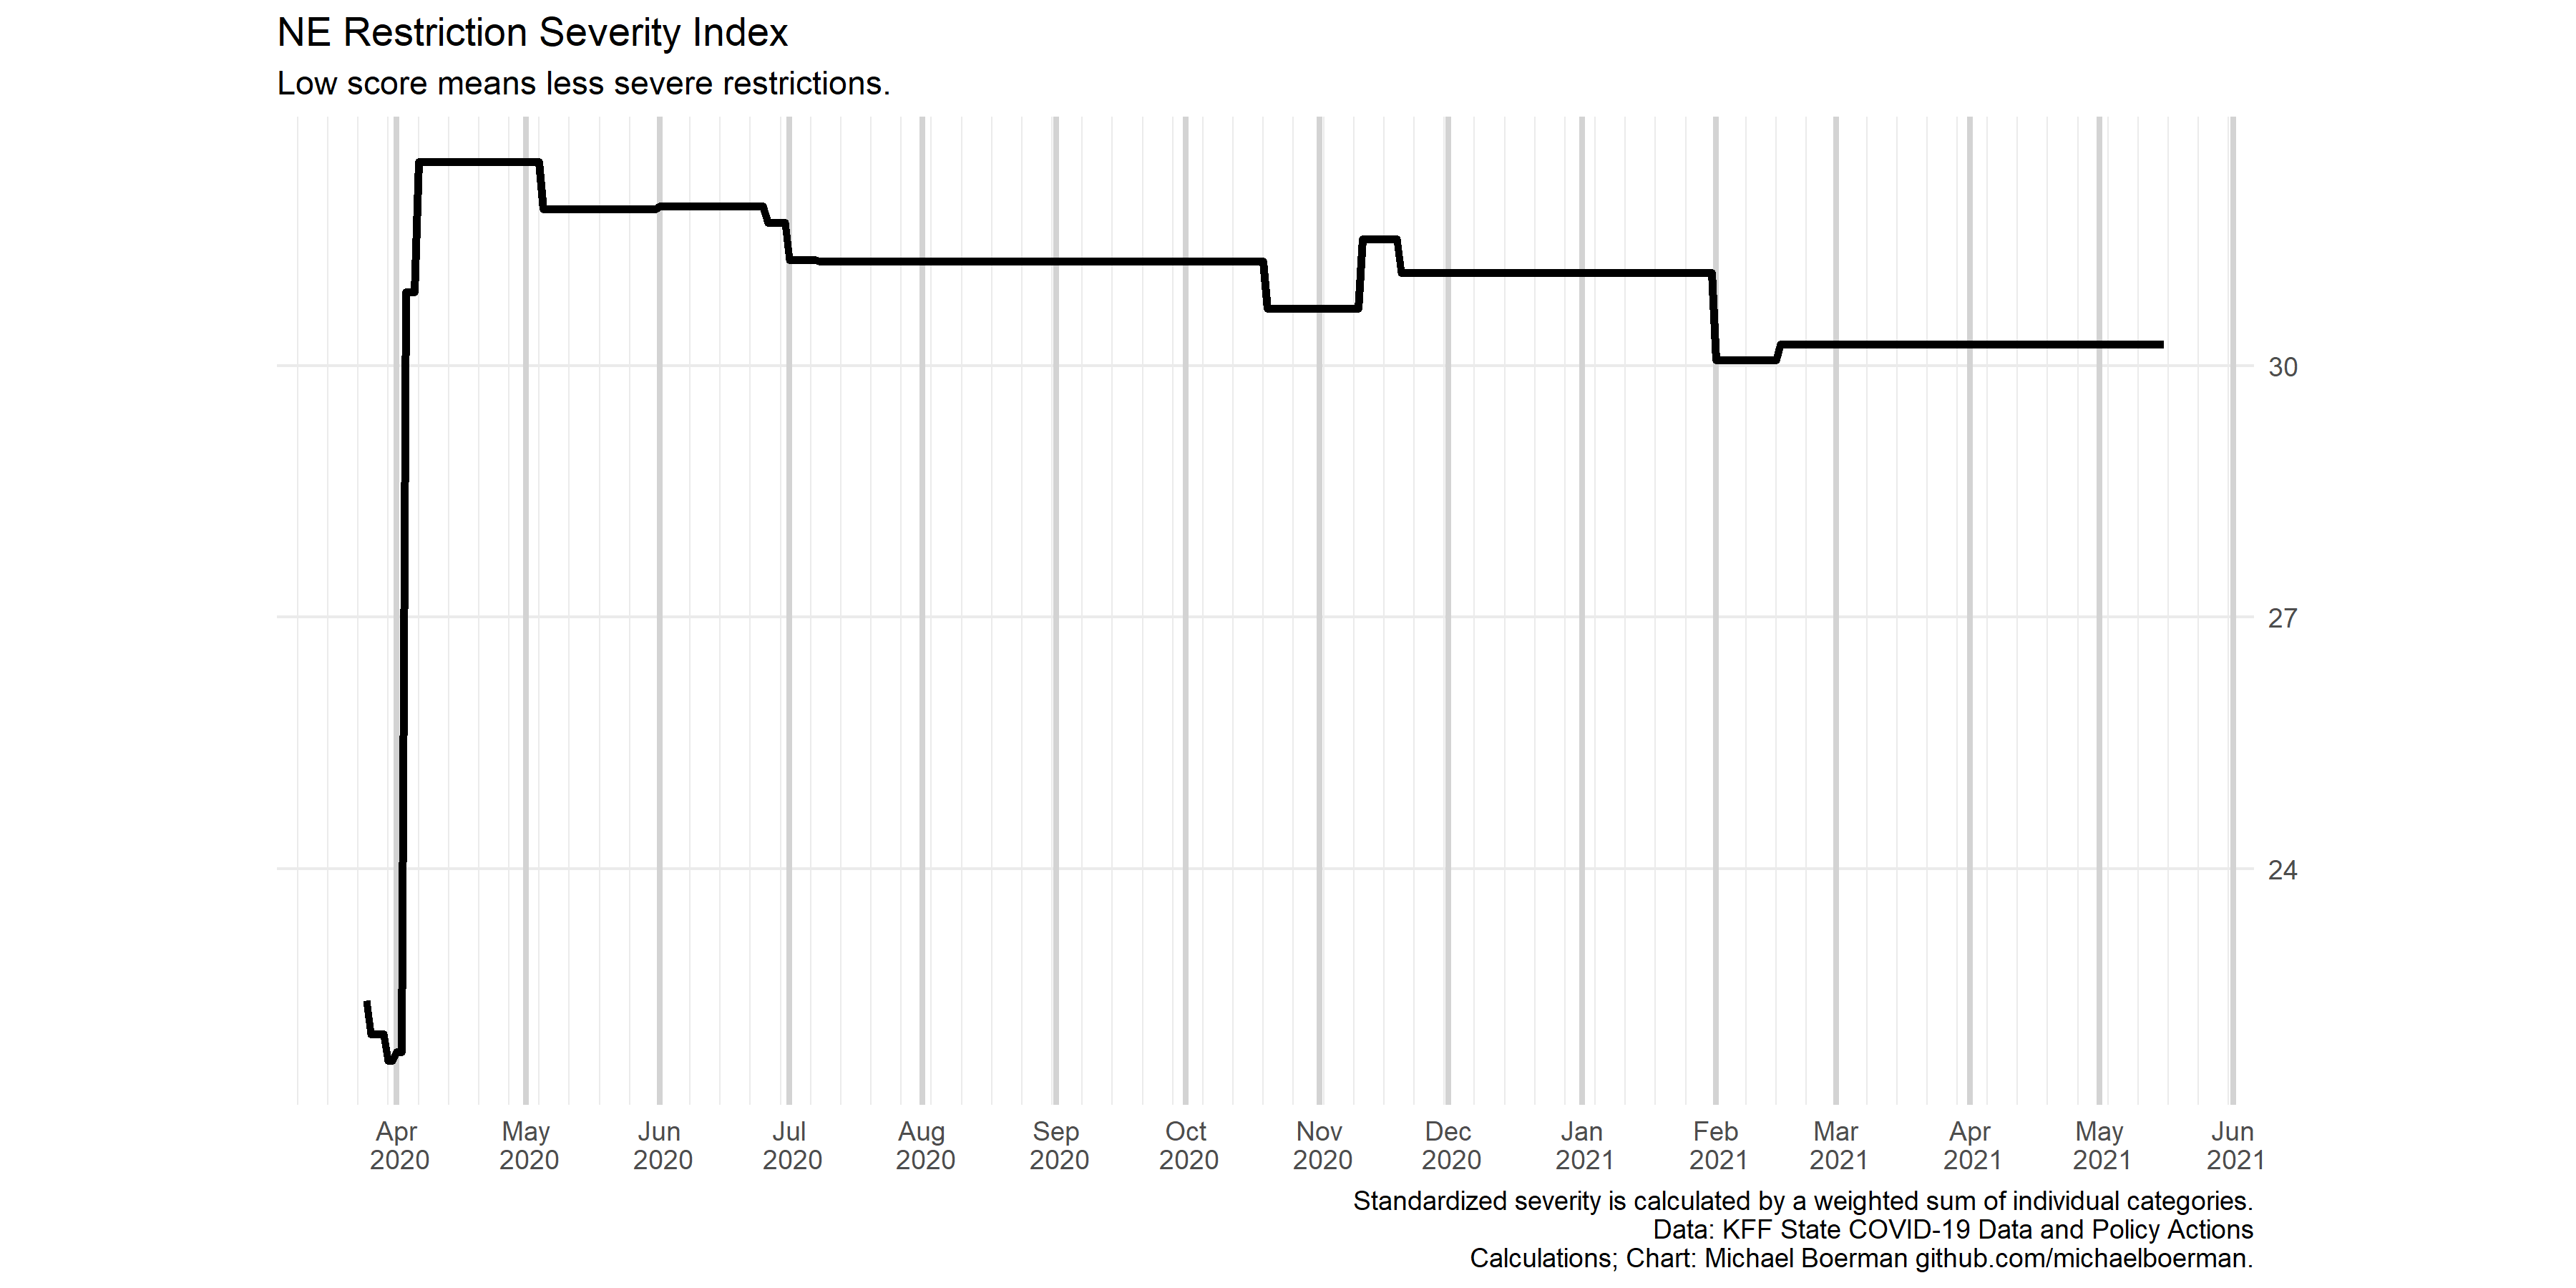 NE Restriction Severity Index
Low score means less severe restrictions.
30
27
24
Apr May Jun Jul Aug Sep Oct Nov Dec Jan Feb Mar Apr May Jun
2020 2020 2020 2020 2020 2020 2020 2020 2020 2021 2021 2021 2021 2021 2021
Standardized severity is calculated by a weighted sum of individual categories.
Data: KFF State COVID-19 Data and Policy Actions
Calculations; Chart: Michael Boerman github.com/michaelboerman.